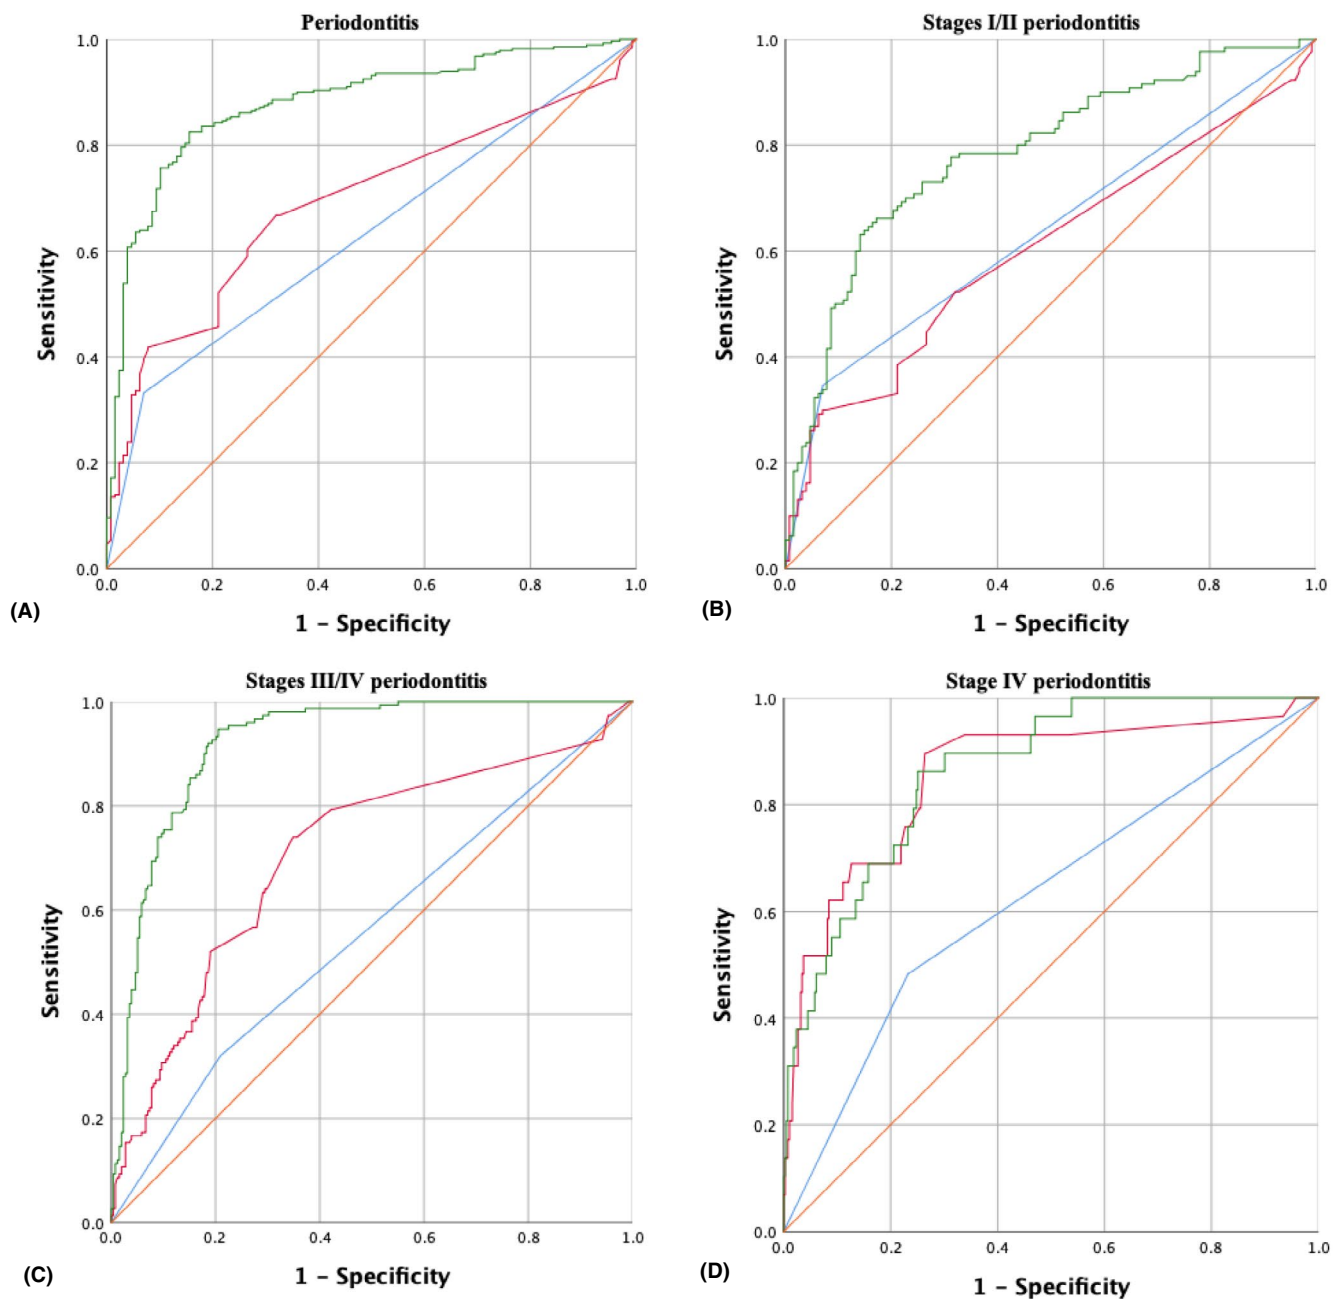 Periodontitis
1.0
0.8
0.6
0.4
0.2
0.0
Sensitivity
0.0 0.2 0.4 0.6 0.8 1.0
1 – Specificity
(A)
Stages I/II periodontitis
1.0
0.8
0.6
0.4
0.2
0.0
Sensitivity
0.0 0.2 0.4 0.6 0.8 1.0
1 – Specificity
(B)
Stages III/IV periodontitis
1.0
0.8
0.6
0.4
0.2
0.0
Sensitivity
0.0 0.2 0.4 0.6 0.8 1.0
1 – Specificity
(C)
Stage IV periodontitis
1.0
0.8
0.6
0.4
0.2
0.0
Sensitivity
0.0 0.2 0.4 0.6 0.8 1.0
1 – Specificity
(D)